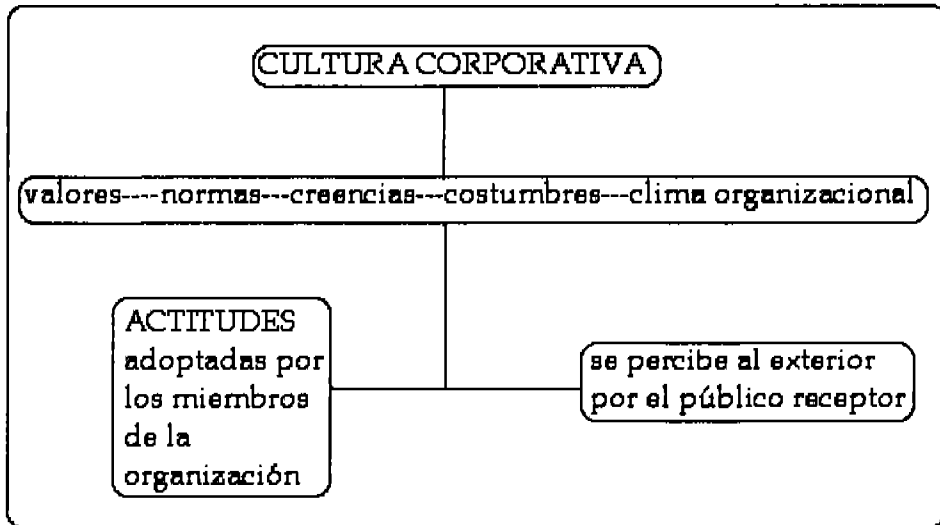 CULTURA CORPORATIVA
valores----normas---creencias---costumbres---clima organizacional
ACTITUDES
adoptadas por
los miembros
de la
organización
se percibe al exterior
por el público receptor